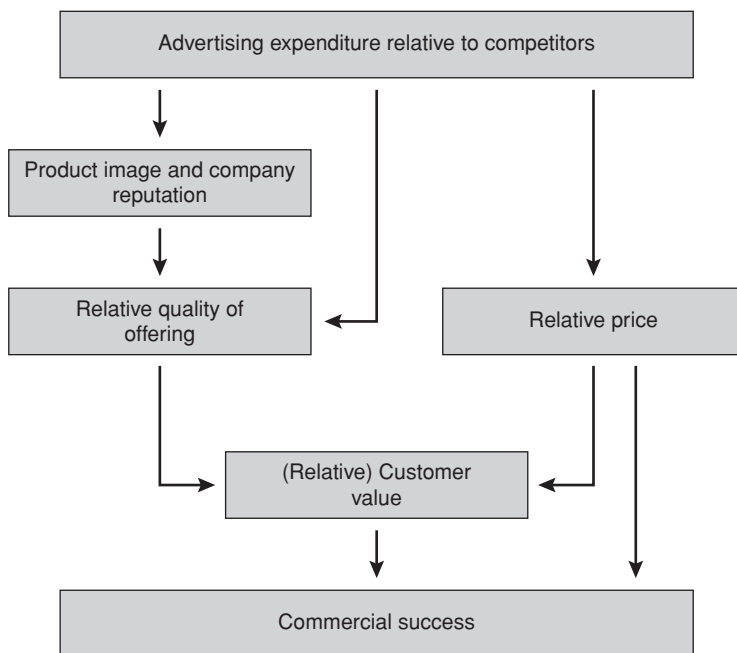 Advertising expenditure relative to competitors
Product image and company
reputation
Relative quality of
offering
Relative price
(Relative) Customer
value
Commercial success